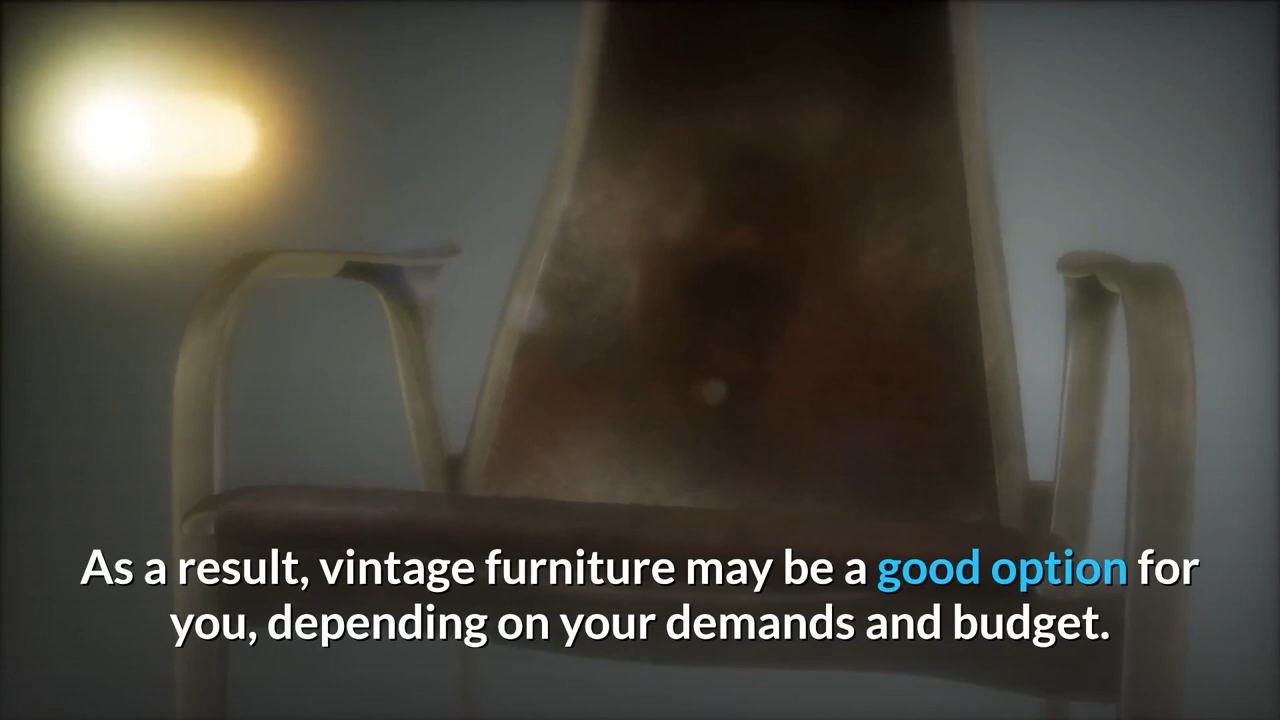 As a result, vintage furniture may be a good option for
you, depending on your demands and budget.